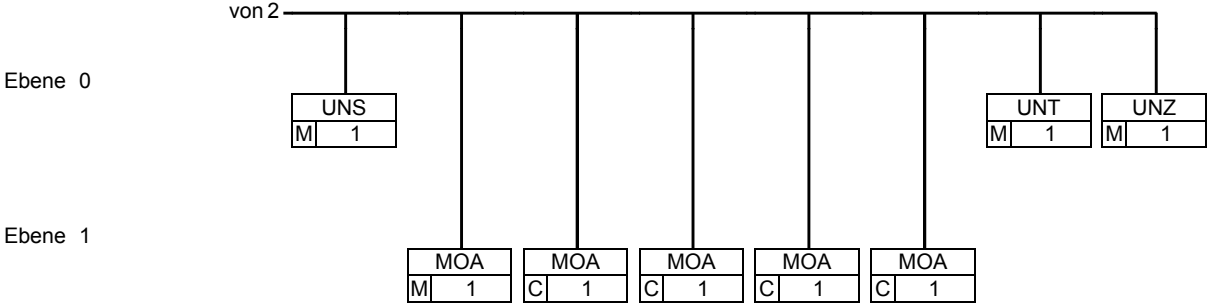 von 2
Ebene 0
UNS UNT UNZ
M 1 M 1 M 1
Ebene 1
MOA MOA MOA MOA MOA
M 1 C 1 C 1 C 1 C 1